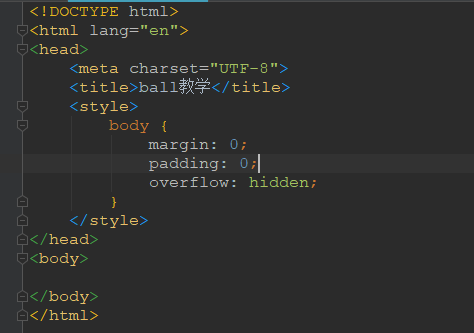 <!DOCTYPE html>
<html lang="en">
<head>
    <meta charset="UTF-8">
    <title>ball教学</title>
    <style>
        body {
            margin: 0;
            padding: 0;
            overflow: hidden;
        }
    </style>
</head>
<body>

</body>
</html>